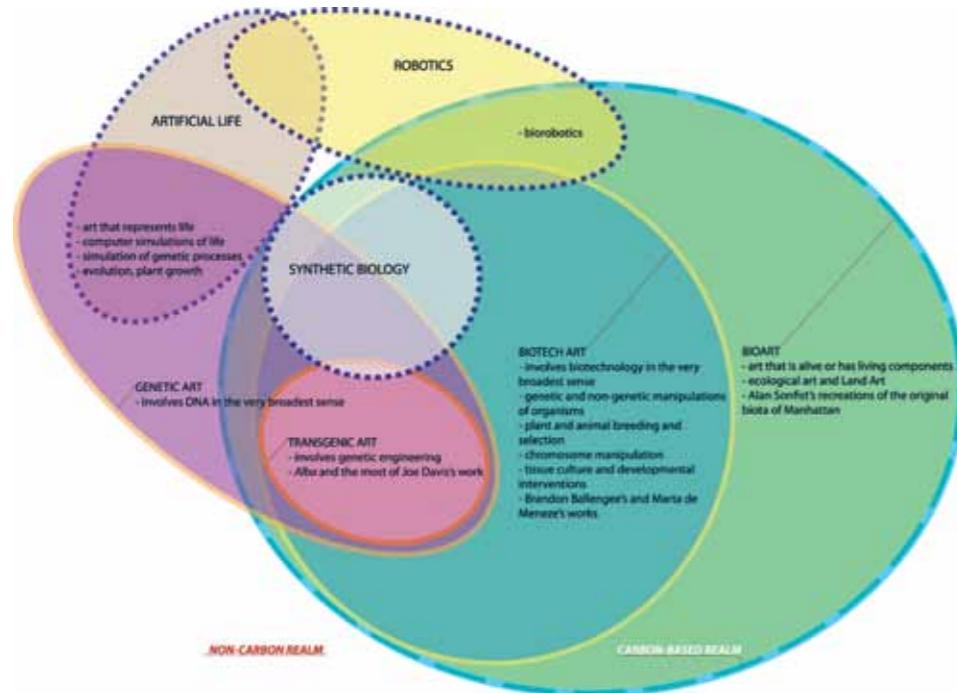 ROBOTICS
ARTIFICIAL LIFE
- biorobotics
- art that represents life
- computer simulations of life
- simulation of genetic processes
- evolution, plant growth
SYNTHETIC BIOLOGY
GENETIC ART
- involves DNA in the very broadest sense
TRANSGENIC ART
- involves genetic engineering
- Alba and the most of Joe Davis's work
BIOTECH ART
- involves biotechnology in the very
broadest sense
- genetic and non-genetic manipulations
of organisms
- plant and animal breeding and
selection
- chromosome manipulation
- tissue culture and developmental
interventions
- Brandon Ballengee's and Marta de
Meneze's works
BIOART
- art that is alive or has living components
- ecological art and Land Art
- Alan Sonfist's recreations of the original
biota of Manhattan
NON-CARBON REALM
CARBON-BASED REALM